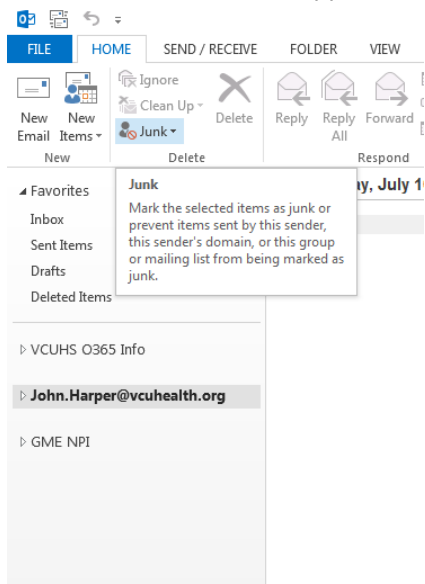 FILE HOME SEND / RECEIVE FOLDER VIEW
Ignore
Clean Up
Junk
New Email
New Items
Delete
Reply
Reply All
Forward
New
Delete
Respond
Favorites
Inbox
Sent Items
Drafts
Deleted Items
Junk
Mark the selected items as junk or
prevent items sent by this sender,
this sender's domain, or this group
or mailing list from being marked as
junk.
July 1
VCUHS O365 Info
John.Harper@vcuhealth.org
GME NPI